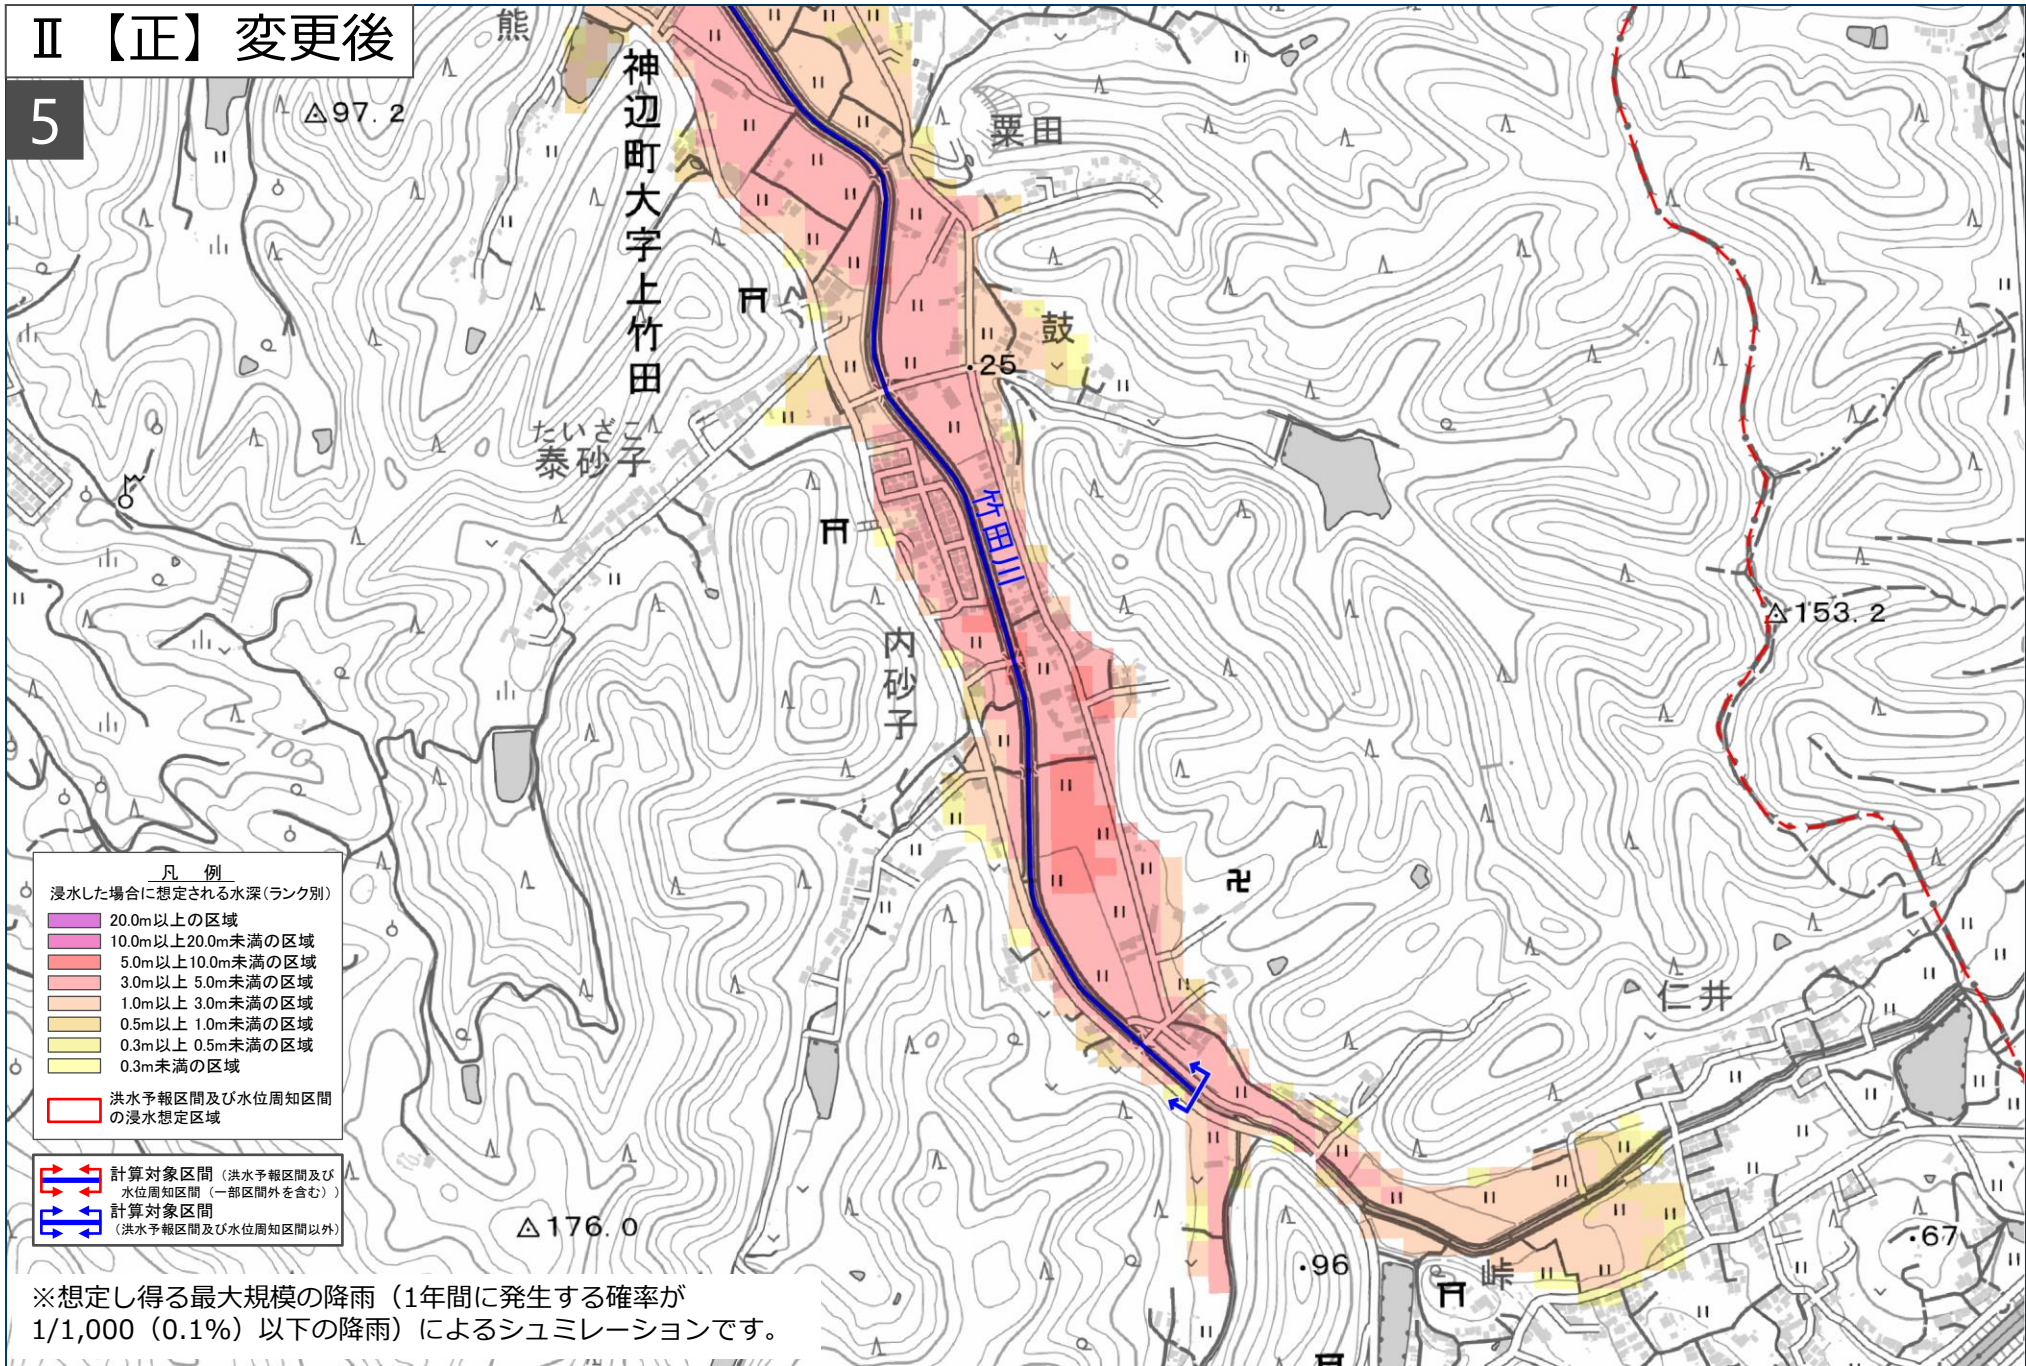 Ⅱ 【正】変更後
5
熊
97.2
神辺町大字上竹田
粟田
鼓
25
たいざこ
泰砂子
竹田川
153.2
内砂子
100
仁井
凡 例
浸水した場合に想定される水深(ランク別)
20.0m以上の区域
10.0m以上20.0m未満の区域
5.0m以上10.0m未満の区域
3.0m以上 5.0m未満の区域
1.0m以上 3.0m未満の区域
0.5m以上 1.0m未満の区域
0.3m以上 0.5m未満の区域
0.3m未満の区域
洪水予報区間及び水位周知区間
の浸水想定区域
計算対象区間(洪水予報区間及び
水位周知区間(一部区間外を含む))
計算対象区間
(洪水予報区間及び水位周知区間以外)
176.0
67
96
峠
※想定し得る最大規模の降雨(1年間に発生する確率が
1/1,000(0.1%)以下の降雨)によるシュミレーションです。